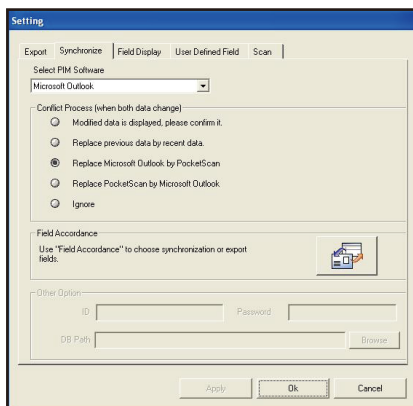 Setting
Export Synchronize Field Display User Defined Field Scan
Select PIM Software
Microsoft Outlook
Conflict Process (when both data change)
Modified data is displayed, please confirm it.
Replace previous data by recent data.
Replace Microsoft Outlook by PocketScan
Replace PocketScan by Microsoft Outlook
Ignore
Field Accordance
Use "Field Accordance" to choose synchronization or export
fields.
Other Option
ID Password
DB Path Browse
Apply Ok Cancel